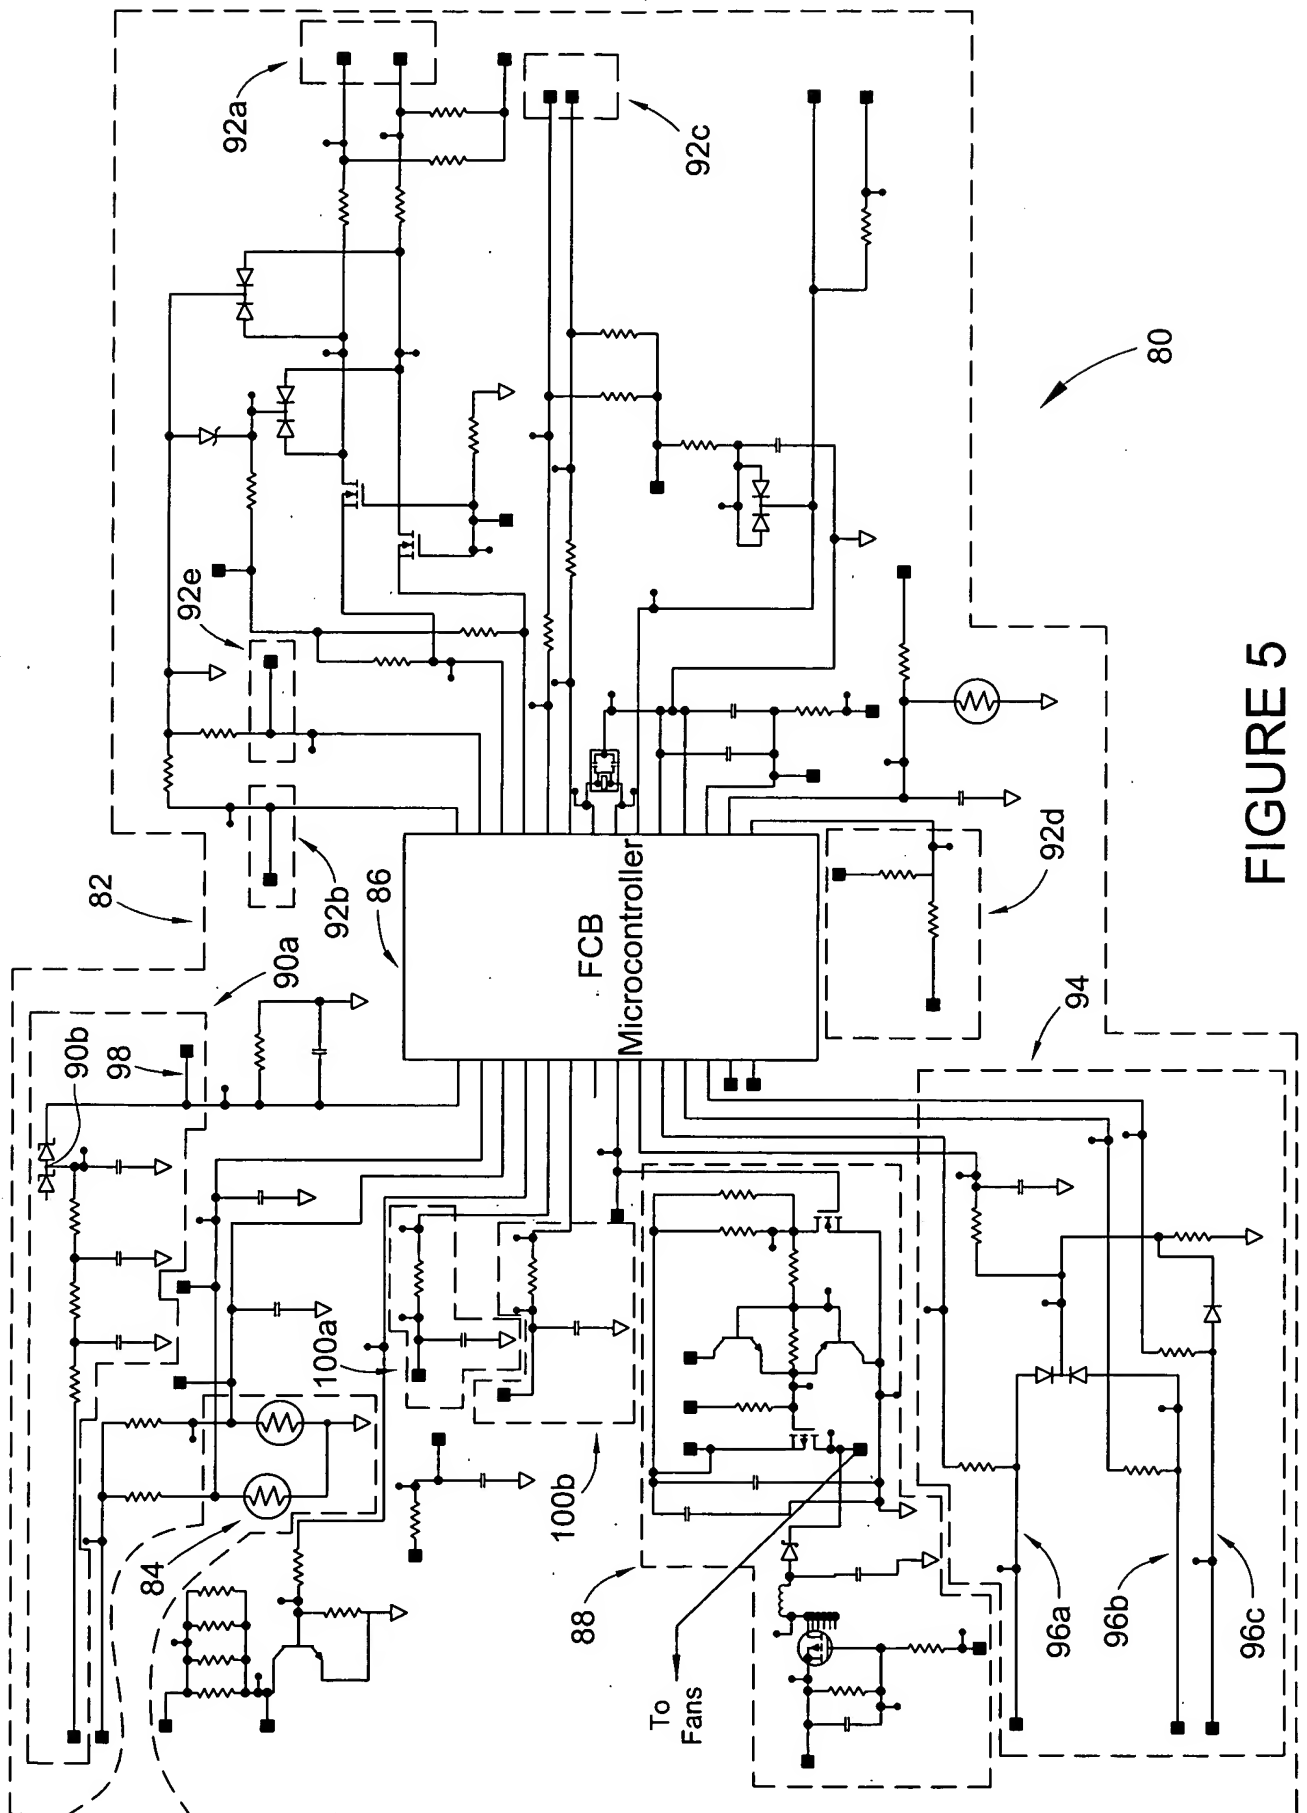 92a
92c
80
92e
82
92b
86
90a
90b
98
FCB
Microcontroller
92d
94
100a
100b
84
88
To
Fans
96a
96b
96c
FIGURE 5